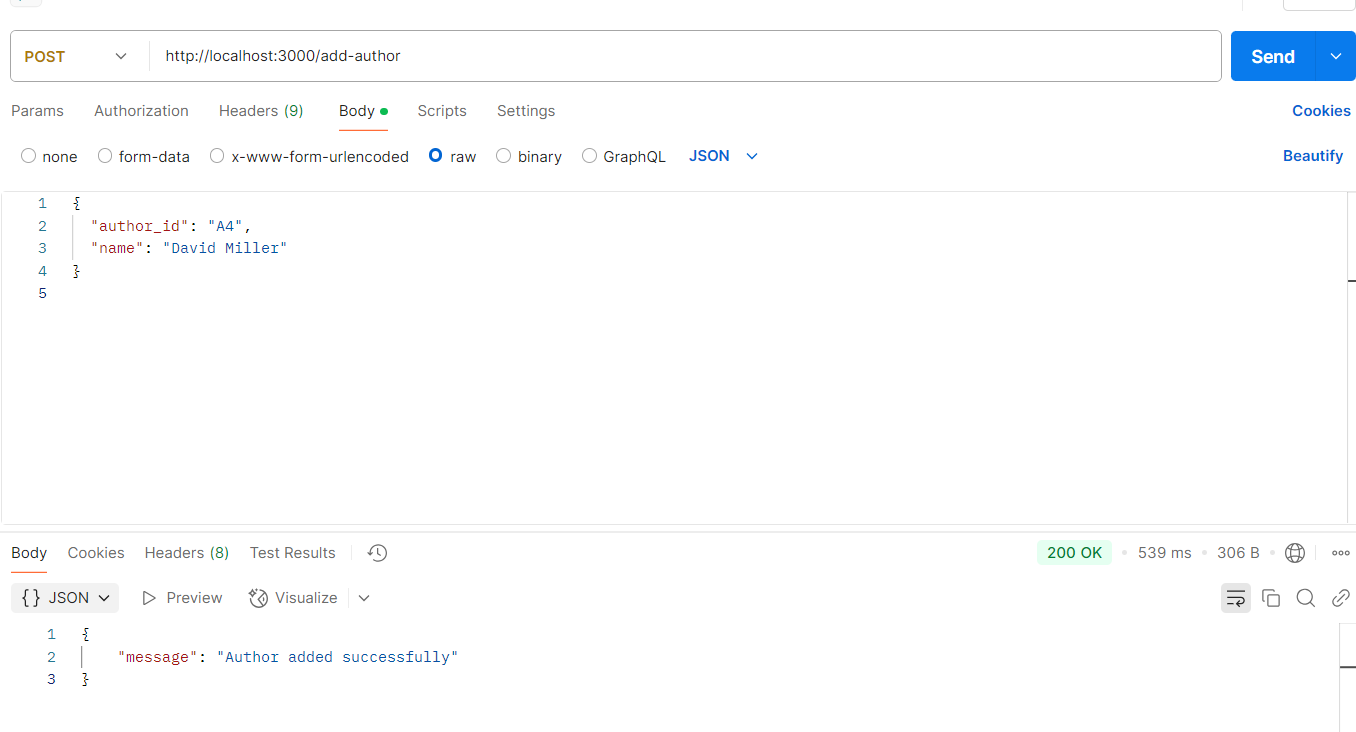 POST http://localhost:3000/add-author Send
Params Authorization Headers (9) Body Scripts Settings Cookies
none form-data x-www-form-urlencoded raw binary GraphQL JSON Beautify
1 {
2 "author_id": "A4",
3 "name": "David Miller"
4 }
5
Body Cookies Headers (8) Test Results 200 OK 539 ms 306 B
{} JSON Preview Visualize
1 {
2 "message": "Author added successfully"
3 }